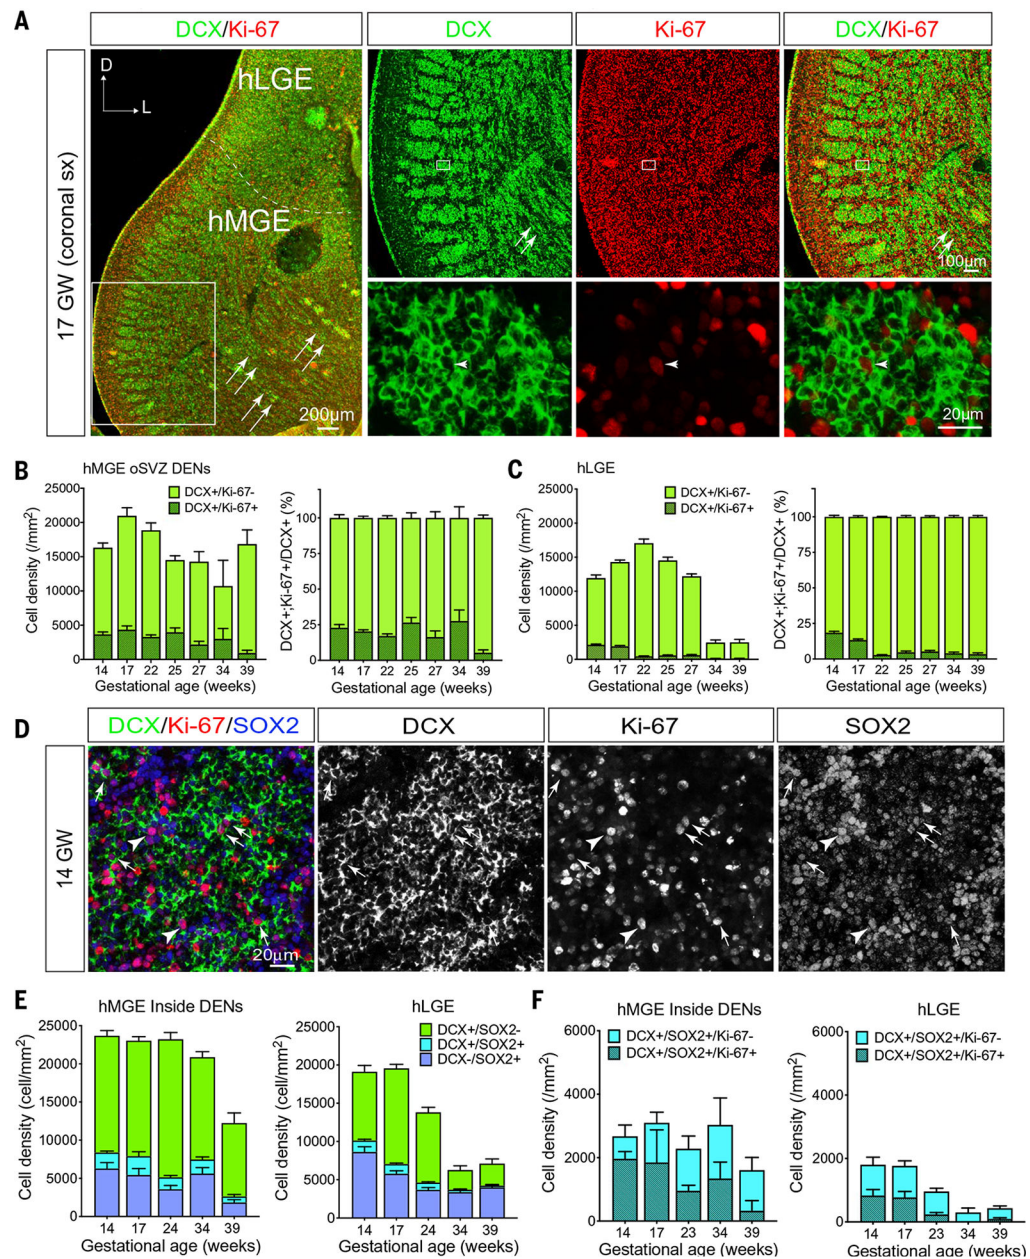 A
DCX/Ki-67
DCX
Ki-67
DCX/Ki-67
17 GW (coronal sx)
D
L
hLGE
hMGE
200µm
100µm
20µm
B
hMGE oSVZ DENs
DCX+/Ki-67-
DCX+/Ki-67+
Cell density (/mm²)
25000
20000
15000
10000
5000
0
14 17 22 25 27 34 39
Gestational age (weeks)
DCX+;Ki-67+/DCX+ (%)
100
75
50
25
0
14 17 22 25 27 34 39
Gestational age (weeks)
C
hLGE
DCX+/Ki-67-
DCX+/Ki-67+
Cell density (/mm²)
25000
20000
15000
10000
5000
0
14 17 22 25 27 34 39
Gestational age (weeks)
DCX+;Ki-67+/DCX+ (%)
100
75
50
25
0
14 17 22 25 27 34 39
Gestational age (weeks)
D
DCX/Ki-67/SOX2
DCX
Ki-67
SOX2
14 GW
20µm
E
hMGE Inside DENs
Cell density (cell/mm²)
25000
20000
15000
10000
5000
0
14 17 24 34 39
Gestational age (weeks)
hLGE
DCX+/SOX2-
DCX+/SOX2+
DCX-/SOX2+
Cell density (cell/mm²)
25000
20000
15000
10000
5000
0
14 17 24 34 39
Gestational age (weeks)
F
hMGE Inside DENs
DCX+/SOX2+/Ki-67-
DCX+/SOX2+/Ki-67+
Cell density (/mm²)
6000
4000
2000
0
14 17 23 34 39
Gestational age (weeks)
hLGE
DCX+/SOX2+/Ki-67-
DCX+/SOX2+/Ki-67+
Cell density (/mm²)
6000
4000
2000
0
14 17 23 34 39
Gestational age (weeks)